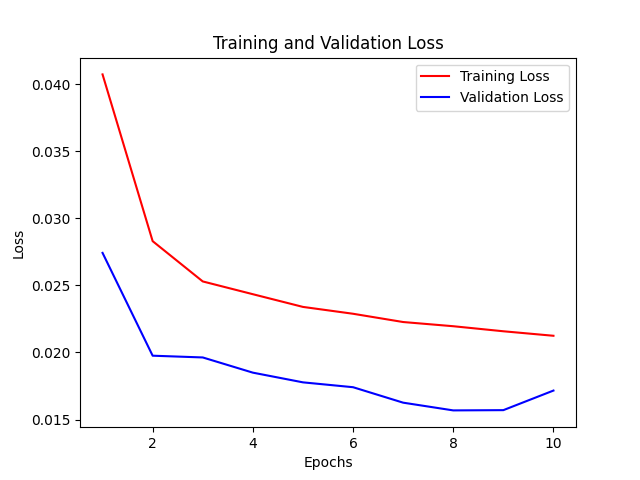 Training and Validation Loss
Training Loss
Validation Loss
0.040
0.035
0.030
0.025
0.020
0.015
Loss
2 4 6 8 10
Epochs